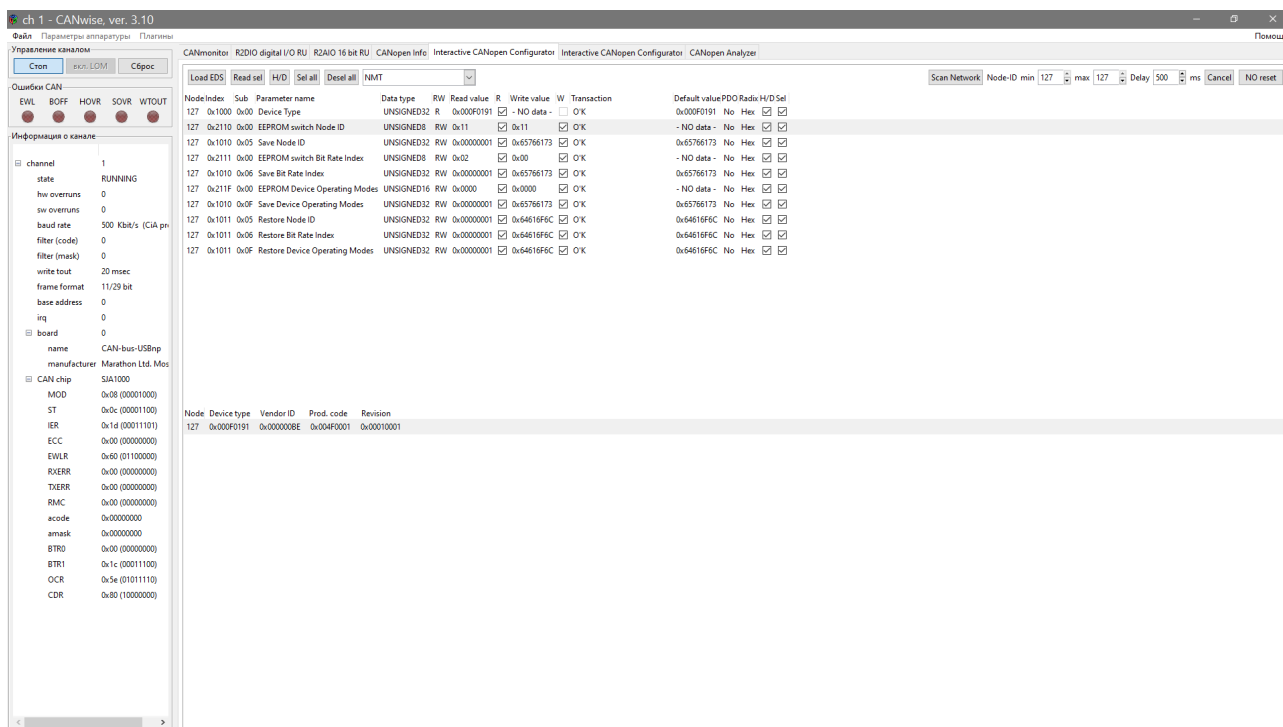 ch 1 - CANwise, ver. 3.10
Файл Параметры аппаратуры Плагины Помощ
Управление каналом
Стоп вкл. LOM Сброс
Ошибки CAN
EWL BOFF HOVR SOVR WTOUT
Информация о канале
channel 1
state RUNNING
hw overruns 0
sw overruns 0
baud rate 500 Kbit/s (CiA pr
filter (code) 0
filter (mask) 0
write tout 20 msec
frame format 11/29 bit
base address 0
irq 0
board 0
name CAN-bus-USBnp
manufacturer Marathon Ltd. Mos
CAN chip SJA1000
MOD 0x08 (00001000)
ST 0x0c (00001100)
IER 0x1d (00011101)
ECC 0x00 (00000000)
EWLR 0x60 (01100000)
RXERR 0x00 (00000000)
TXERR 0x00 (00000000)
RMC 0x00 (00000000)
acode 0x00000000
amask 0x00000000
BTR0 0x00 (00000000)
BTR1 0x1c (00011100)
OCR 0x5e (01011110)
CDR 0x80 (10000000)
CANmonitor R2DIO digital I/O RU R2AIO 16 bit RU CANopen Info Interactive CANopen Configurator Interactive CANopen Configurator CANopen Analyzer
Load EDS Read sel H/D Sel all Desel all NMT Scan Network Node-ID min 127 max 127 Delay 500 ms Cancel NO reset
Node Index Sub Parameter name Data type RW Read value R Write value W Transaction Default value PDO Radix H/D Sel
127 0x1000 0x00 Device Type UNSIGNED32 R 0x000F0191 - NO data - O'K 0x000F0191 No Hex
127 0x2110 0x00 EEPROM switch Node ID UNSIGNED8 RW 0x11 0x11 O'K - NO data - No Hex
127 0x1010 0x05 Save Node ID UNSIGNED32 RW 0x00000001 0x65766173 O'K 0x65766173 No Hex
127 0x2111 0x00 EEPROM switch Bit Rate Index UNSIGNED8 RW 0x02 0x00 O'K - NO data - No Hex
127 0x1010 0x06 Save Bit Rate Index UNSIGNED32 RW 0x00000001 0x65766173 O'K 0x65766173 No Hex
127 0x211F 0x00 EEPROM Device Operating Modes UNSIGNED16 RW 0x0000 0x0000 O'K - NO data - No Hex
127 0x1010 0x0F Save Device Operating Modes UNSIGNED32 RW 0x00000001 0x65766173 O'K 0x65766173 No Hex
127 0x1011 0x05 Restore Node ID UNSIGNED32 RW 0x00000001 0x64616F6C O'K 0x64616F6C No Hex
127 0x1011 0x06 Restore Bit Rate Index UNSIGNED32 RW 0x00000001 0x64616F6C O'K 0x64616F6C No Hex
127 0x1011 0x0F Restore Device Operating Modes UNSIGNED32 RW 0x00000001 0x64616F6C O'K 0x64616F6C No Hex
Node Device type Vendor ID Prod. code Revision
127 0x000F0191 0x000000BE 0x004F0001 0x00010001